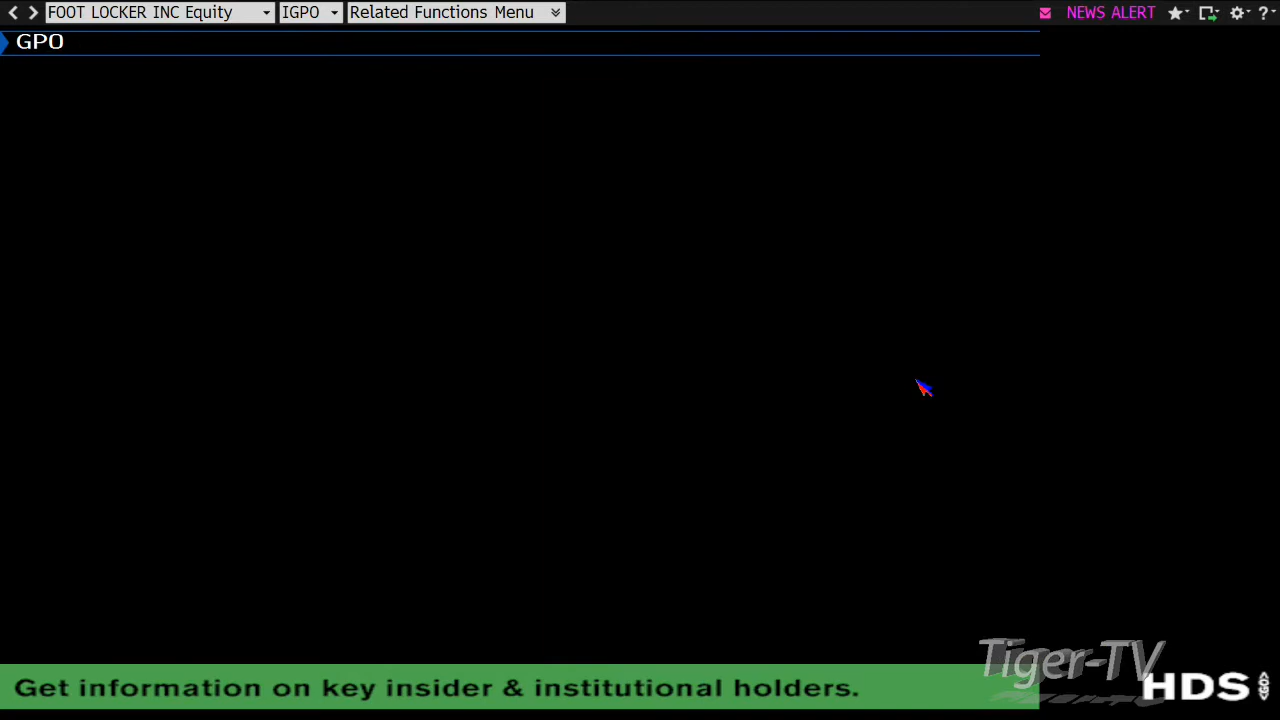 FOOT LOCKER INC Equity IGPO Related Functions Menu NEWS ALERT ?
GPO
Tiger-TV
Get information on key insider & institutional holders.
HDS <GO>